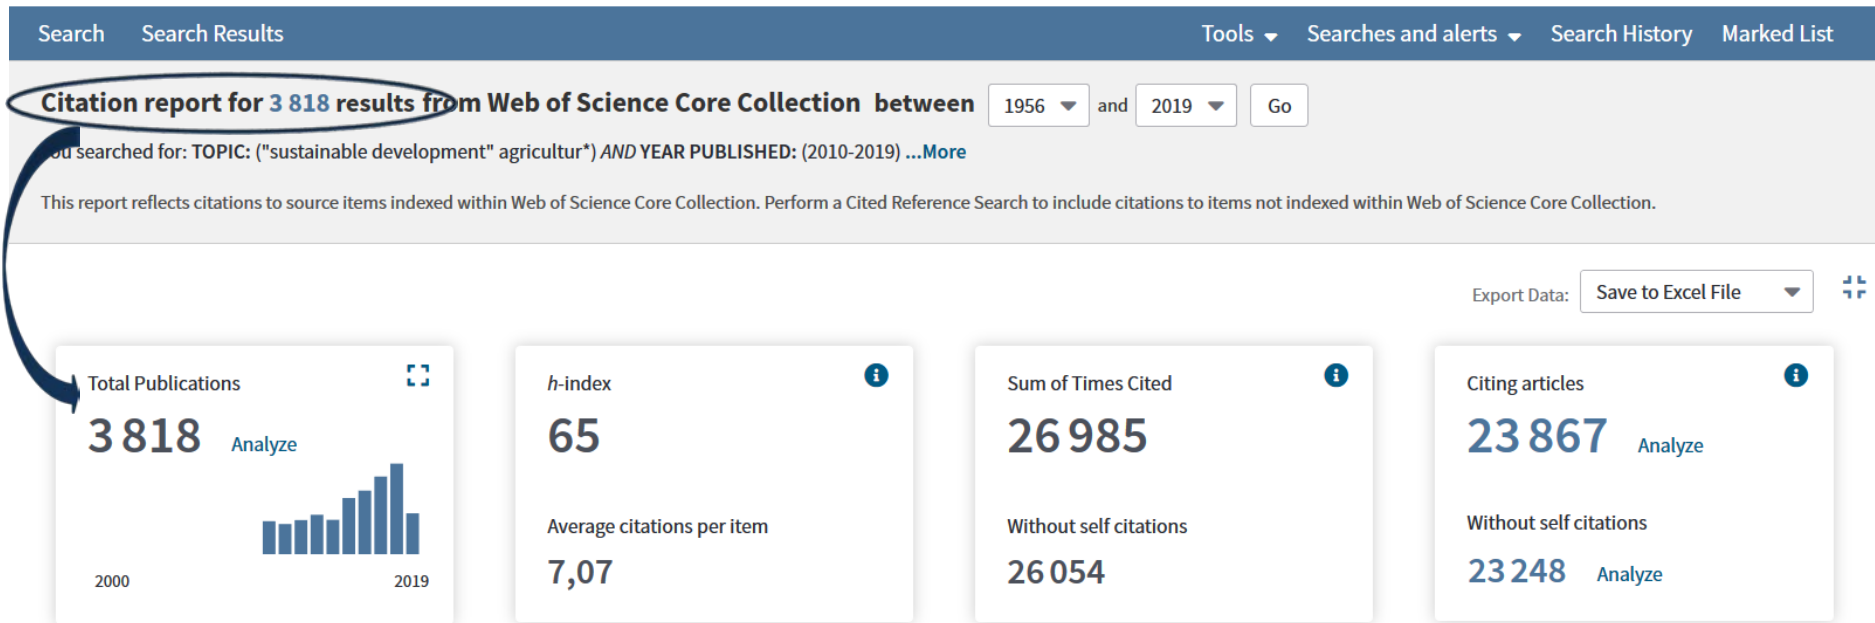 Search Search Results Tools Searches and alerts Search History Marked List
Citation report for 3 818 results from Web of Science Core Collection between 1956 and 2019 Go
ou searched for: TOPIC: ("sustainable development" agricultur*) AND YEAR PUBLISHED: (2010-2019) ...More
This report reflects citations to source items indexed within Web of Science Core Collection. Perform a Cited Reference Search to include citations to items not indexed within Web of Science Core Collection.
Export Data: Save to Excel File
Total Publications
3 818 Analyze
2000 2019
h-index
65
Average citations per item
7,07
Sum of Times Cited
26 985
Without self citations
26 054
Citing articles
23 867 Analyze
Without self citations
23 248 Analyze